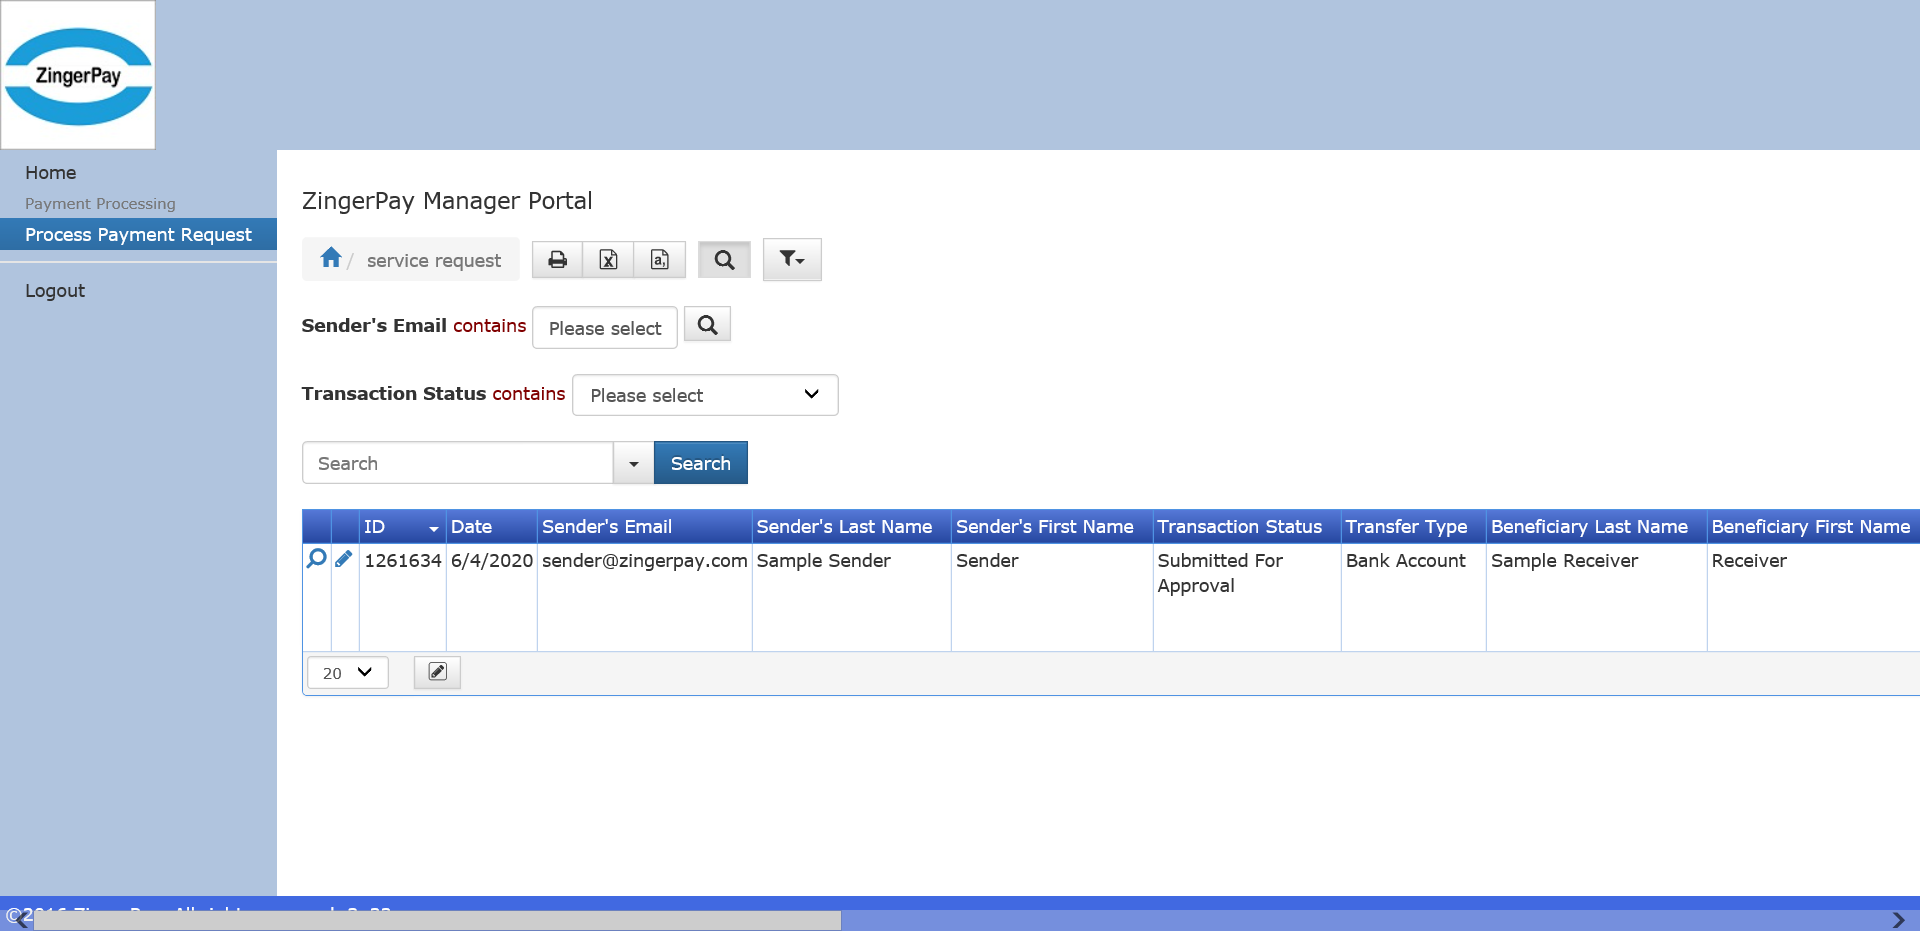 ZingerPay
Home
Payment Processing
Process Payment Request
Logout
ZingerPay Manager Portal
/ service request
Sender's Email contains Please select
Transaction Status contains Please select
Search Search
ID Date Sender's Email Sender's Last Name Sender's First Name Transaction Status Transfer Type Beneficiary Last Name Beneficiary First Name
1261634 6/4/2020 sender@zingerpay.com Sample Sender Sender Submitted For Bank Account Sample Receiver Receiver
Approval
20